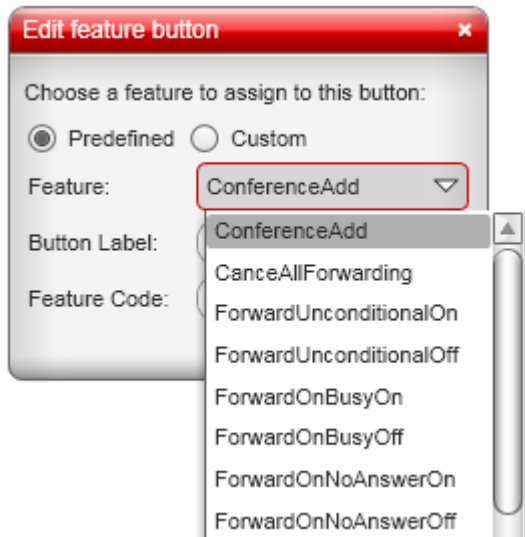 Edit feature button
Choose a feature to assign to this button:
Predefined Custom
Feature: ConferenceAdd
ConferenceAdd
Button Label:
CanceAllForwarding
Feature Code:
ForwardUnconditionalOn
ForwardUnconditionalOff
ForwardOnBusyOn
ForwardOnBusyOff
ForwardOnNoAnswerOn
ForwardOnNoAnswerOff